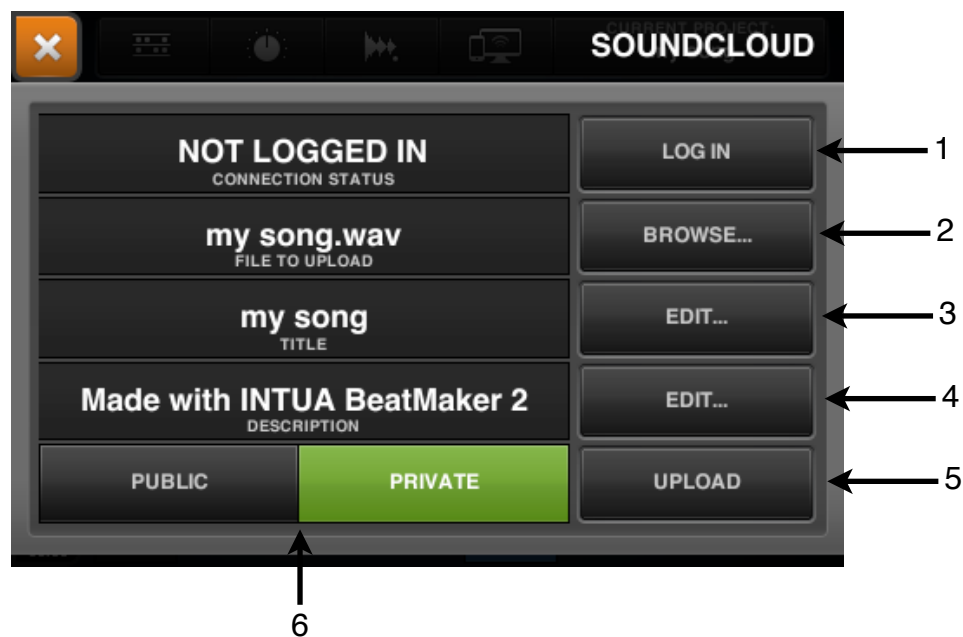 SOUNDCLOUD
NOT LOGGED IN
CONNECTION STATUS
LOG IN
1
my song.wav
FILE TO UPLOAD
BROWSE...
2
my song
TITLE
EDIT...
3
Made with INTUA BeatMaker 2
DESCRIPTION
EDIT...
4
PUBLIC
PRIVATE
UPLOAD
5
6